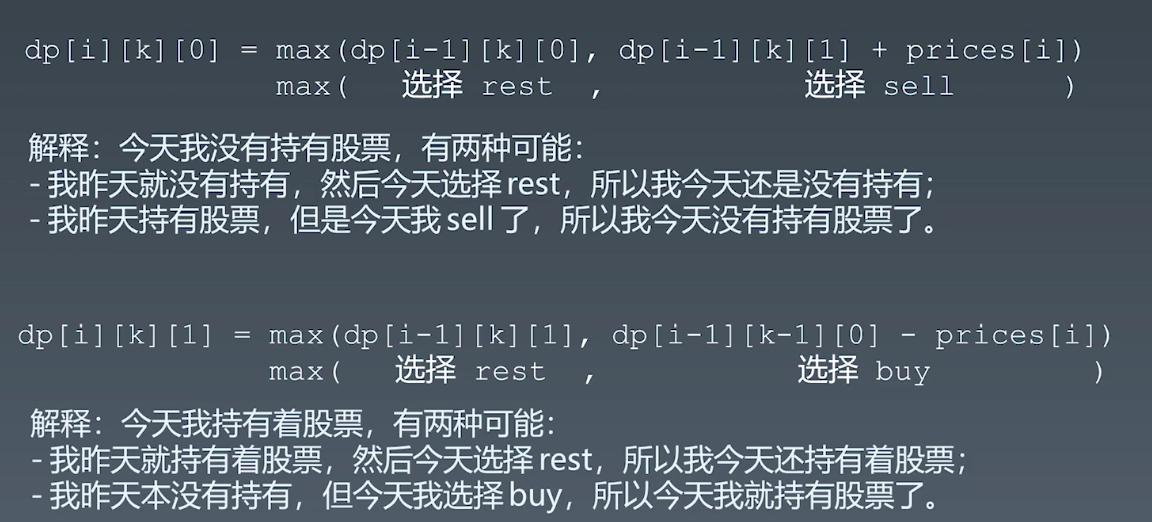 dp[i][k][0] = max(dp[i-1][k][0], dp[i-1][k][1] + prices[i])
max( 选择 rest , 选择 sell )
解释：今天我没有持有股票，有两种可能：
- 我昨天就没有持有，然后今天选择 rest，所以我今天还是没有持有；
- 我昨天持有股票，但是今天我 sell 了，所以我今天没有持有股票了。
dp[i][k][1] = max(dp[i-1][k][1], dp[i-1][k-1][0] - prices[i])
max( 选择 rest , 选择 buy )
解释：今天我持有着股票，有两种可能：
- 我昨天就持有着股票，然后今天选择 rest，所以我今天还持有着股票；
- 我昨天本没有持有，但今天我选择 buy，所以今天我就持有股票了。